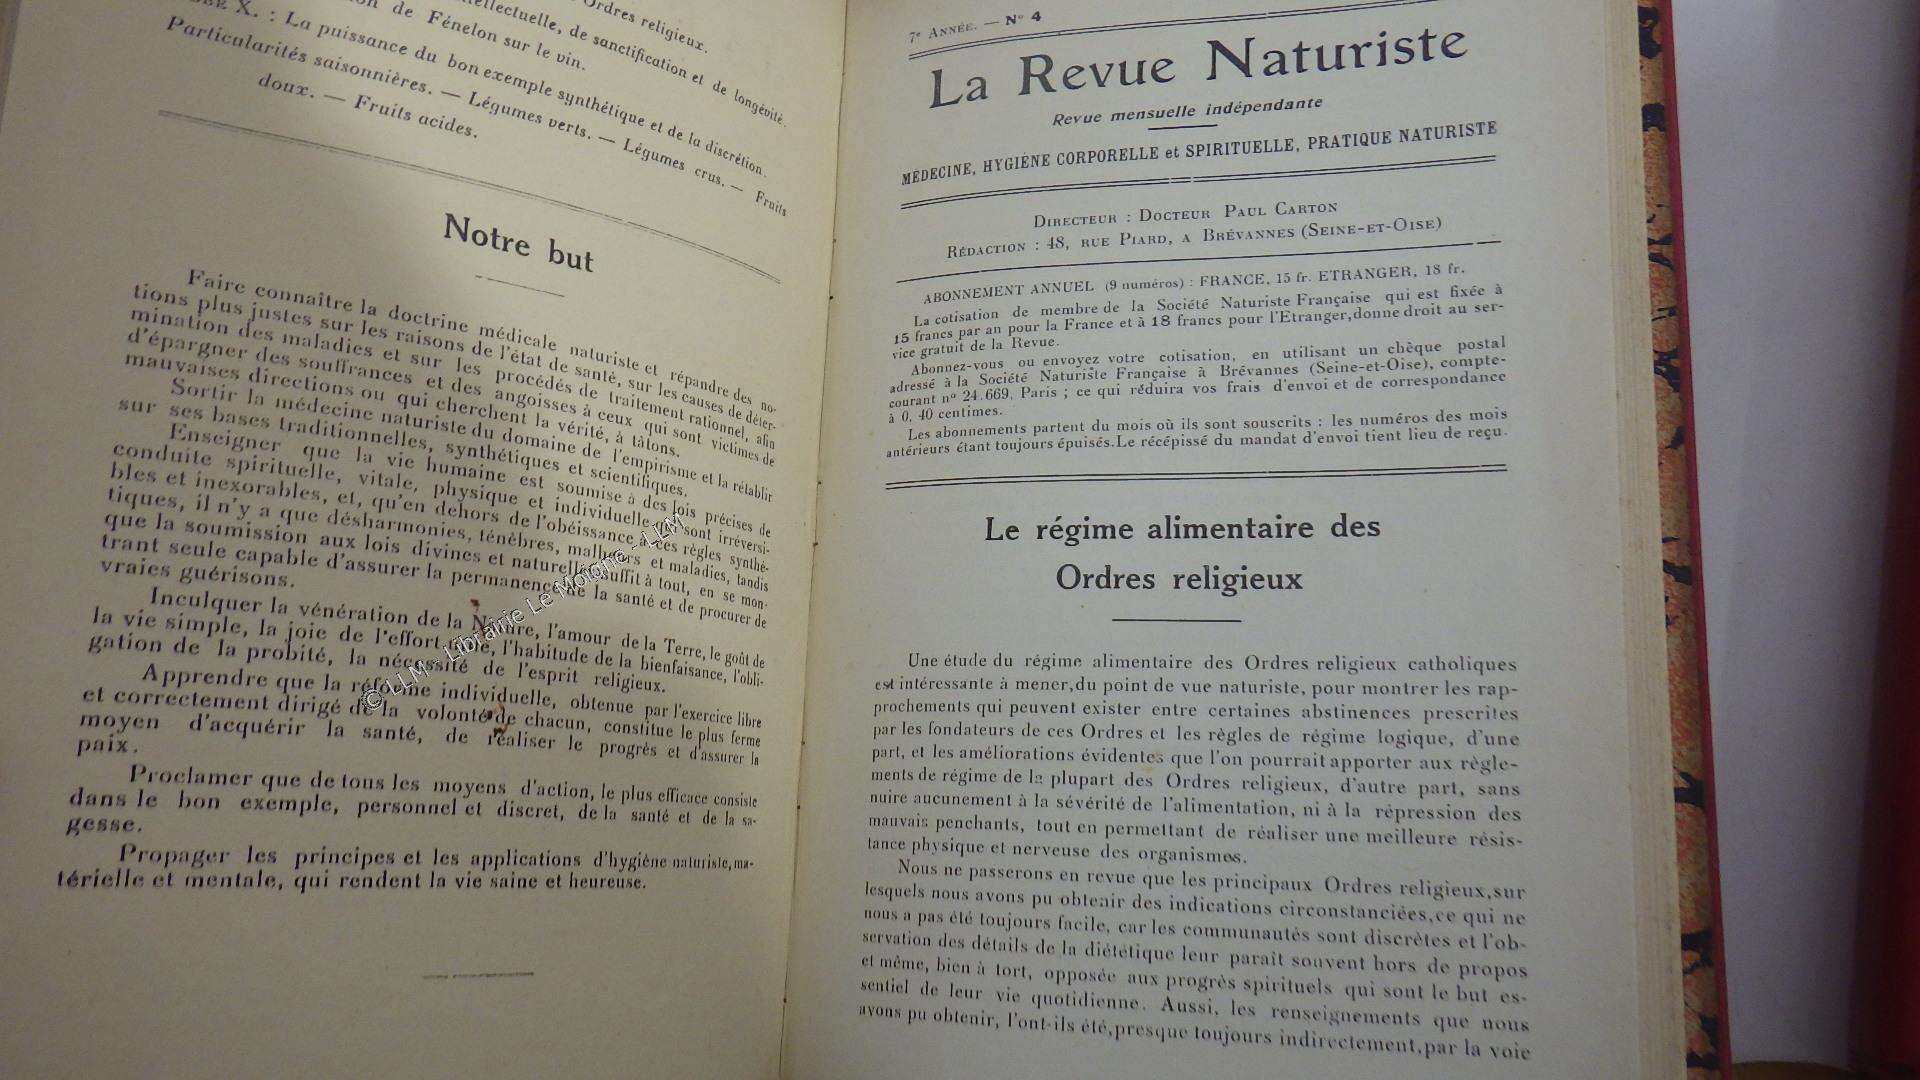 Ordres religieux.
intellectuelle, de sanctification et de longévité.
de Fénelon sur le vin.
X. : La puissance du bon exemple synthétique et de la discrétion.
Particularités saisonnières. — Légumes verts. — Légumes crus. — Fruits
doux. — Fruits acides.
Notre but
Faire connaître la doctrine médicale naturiste et répandre des no-
tions plus justes sur les raisons de l'état de santé, sur les causes de déter-
mination des maladies et sur les procédés de traitement rationnel, afin
d'épargner des souffrances et des angoisses à ceux qui sont victimes de
mauvaises directions ou qui cherchent la vérité, à tâtons.
Sortir la médecine naturiste du domaine de l'empirisme et la rétablir
sur ses bases traditionnelles, synthétiques et scientifiques.
Enseigner que la vie humaine est soumise à des lois précises de
conduite spirituelle, vitale, physique et individuelle qui sont irréversi-
bles et inexorables, et, qu'en dehors de l'obéissance à ces règles synthé-
tiques, il n'y a que désharmonies, ténèbres, malheurs et maladies, tandis
que la soumission aux lois divines et naturelles suffit à tout, en se mon-
trant seule capable d'assurer la permanence de la santé et de procurer de
vraies guérisons.
Inculquer la vénération de la Nature, l'amour de la Terre, le goût de
la vie simple, la joie de l'effort utile, l'habitude de la bienfaisance, l'obli-
gation de la probité, la nécessité de l'esprit religieux.
Apprendre que la réforme individuelle, obtenue par l'exercice libre
et correctement dirigé de la volonté de chacun, constitue le plus ferme
moyen d'acquérir la santé, de réaliser le progrès et d'assurer la
paix.
Proclamer que de tous les moyens d'action, le plus efficace consiste
dans le bon exemple, personnel et discret, de la santé et de la sa-
gesse.
Propager les principes et les applications d'hygiène naturiste, ma-
térielle et mentale, qui rendent la vie saine et heureuse.
© LLM - Librairie Le Moigne - LLM
7e ANNÉE. — N° 4
La Revue Naturiste
Revue mensuelle indépendante
MÉDECINE, HYGIÈNE CORPORELLE et SPIRITUELLE, PRATIQUE NATURISTE
DIRECTEUR : DOCTEUR PAUL CARTON
RÉDACTION : 48, RUE PIARD, A BRÉVANNES (SEINE-ET-OISE)
ABONNEMENT ANNUEL (9 numéros) : FRANCE, 15 fr. ETRANGER, 18 fr.
La cotisation de membre de la Société Naturiste Française qui est fixée à
15 francs par an pour la France et à 18 francs pour l'Etranger, donne droit au ser-
vice gratuit de la Revue.
Abonnez-vous ou envoyez votre cotisation, en utilisant un chèque postal
adressé à la Société Naturiste Française à Brévannes (Seine-et-Oise), compte-
courant n° 24.669, Paris ; ce qui réduira vos frais d'envoi et de correspondance
à 0, 40 centimes.
Les abonnements partent du mois où ils sont souscrits : les numéros des mois
antérieurs étant toujours épuisés. Le récépissé du mandat d'envoi tient lieu de reçu.
Le régime alimentaire des
Ordres religieux
Une étude du régime alimentaire des Ordres religieux catholiques
est intéressante à mener, du point de vue naturiste, pour montrer les rap-
prochements qui peuvent exister entre certaines abstinences prescrites
par les fondateurs de ces Ordres et les règles de régime logique, d'une
part, et les améliorations évidentes que l'on pourrait apporter aux règle-
ments de régime de la plupart des Ordres religieux, d'autre part, sans
nuire aucunement à la sévérité de l'alimentation, ni à la répression des
mauvais penchants, tout en permettant de réaliser une meilleure résis-
tance physique et nerveuse des organismes.
Nous ne passerons en revue que les principaux Ordres religieux, sur
lesquels nous avons pu obtenir des indications circonstanciées, ce qui ne
nous a pas été toujours facile, car les communautés sont discrètes et l'ob-
servation des détails de la diététique leur paraît souvent hors de propos
et même, bien à tort, opposée aux progrès spirituels qui sont le but es-
sentiel de leur vie quotidienne. Aussi, les renseignements que nous
avons pu obtenir, l'ont-ils été, presque toujours indirectement, par la voie